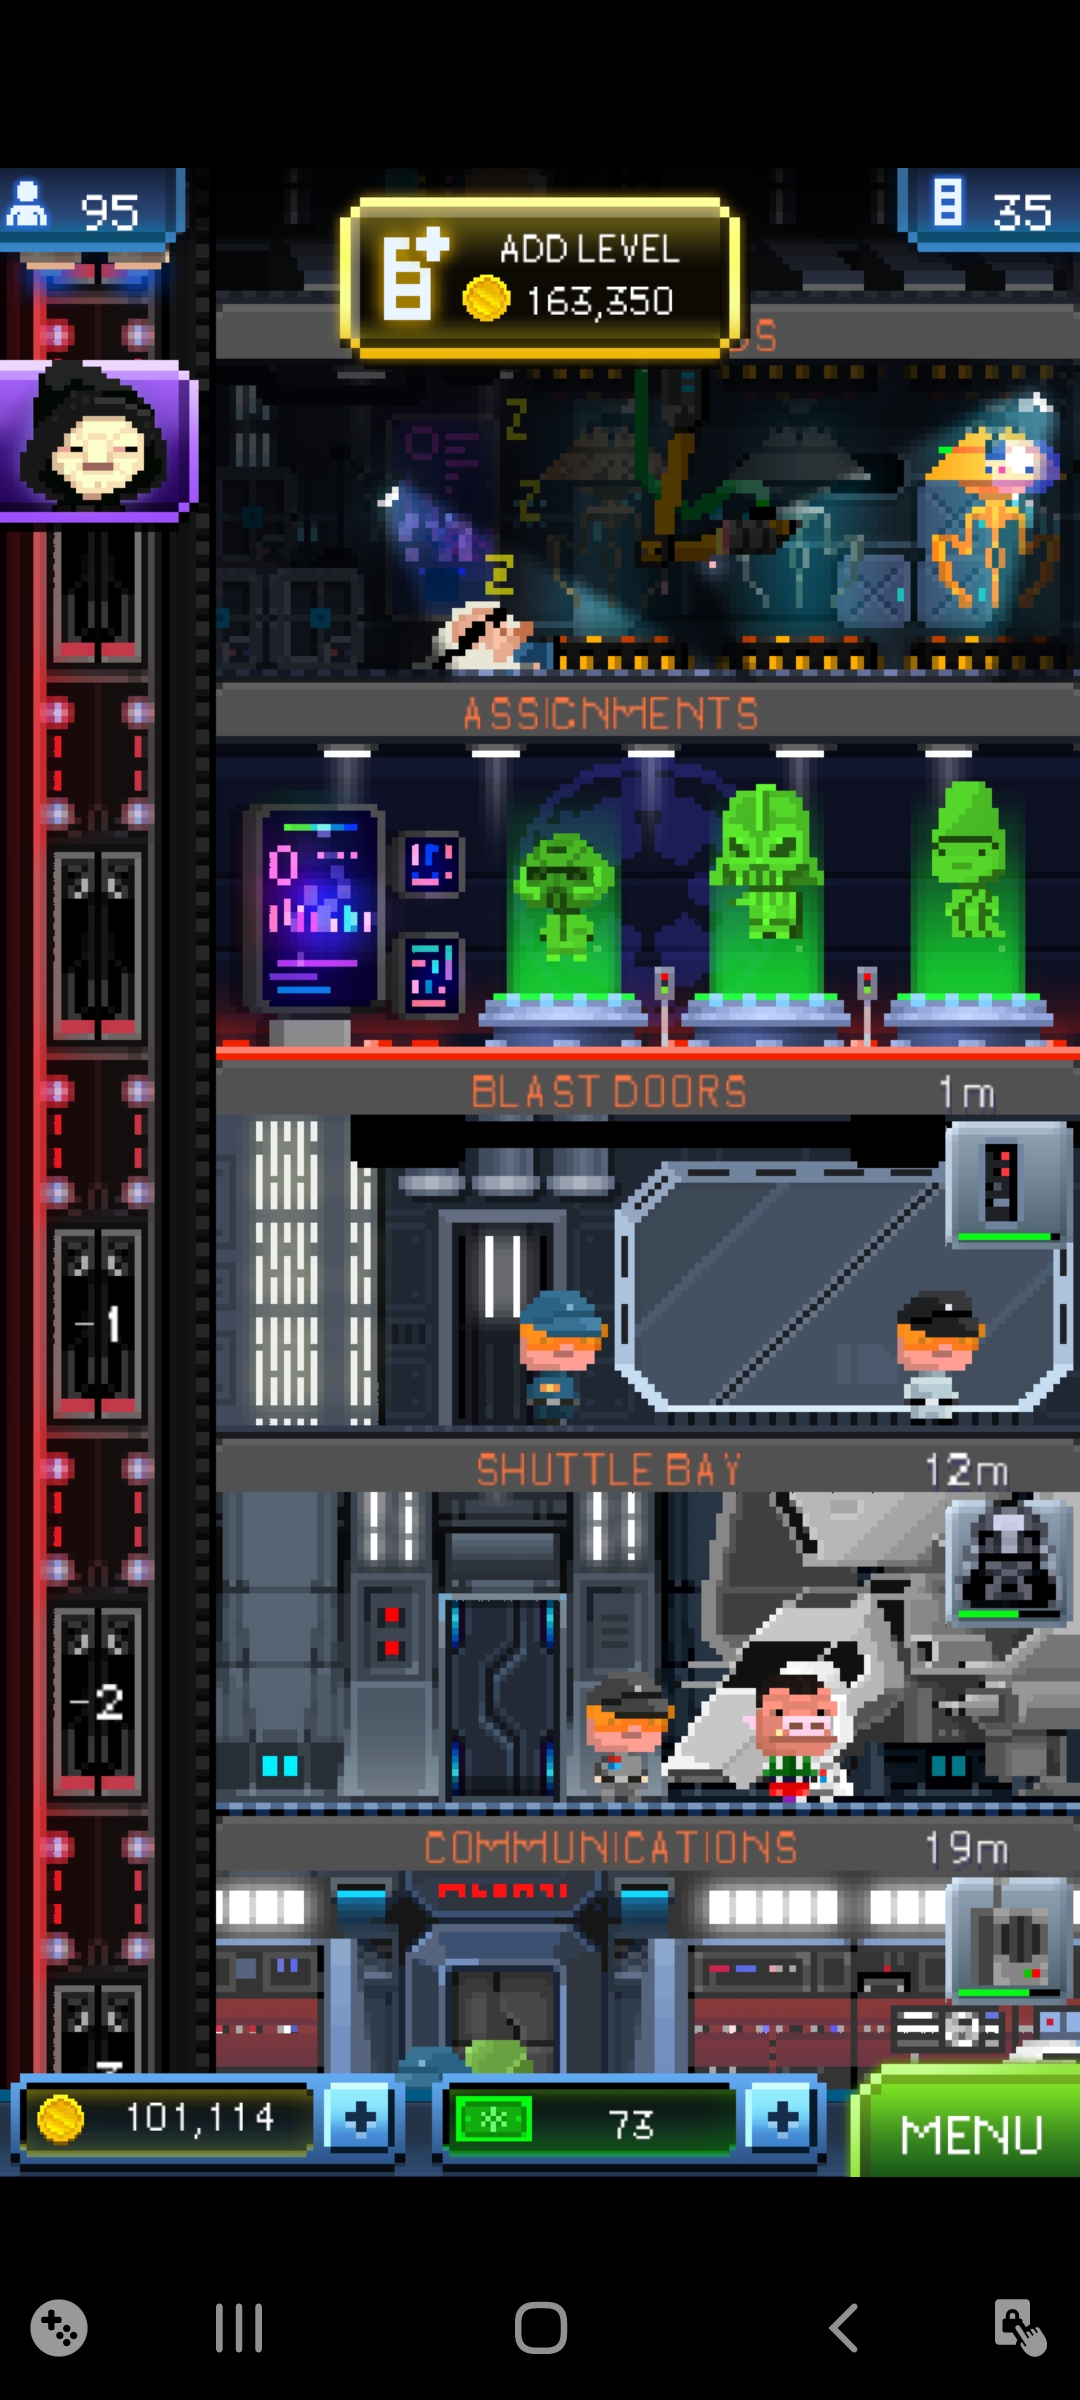 95
ADD LEVEL
163,350
35
DS
Z
Z
Z
ASSIGNMENTS
BLAST DOORS 1m
-1
SHUTTLE BAY 12m
-2
COMMUNICATIONS 19m
101,114
73
MENU